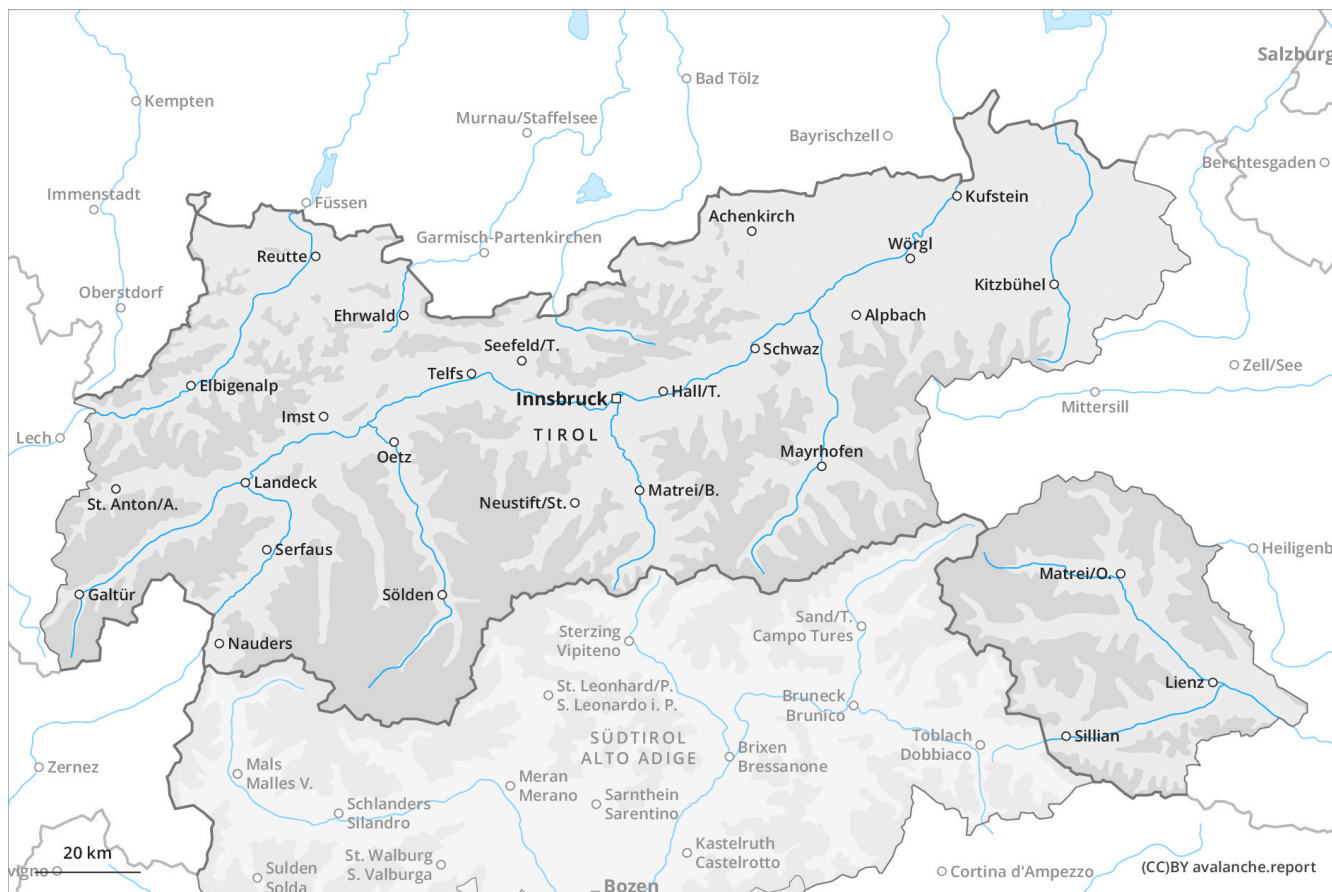 Salzburg
Bad Tölz
Kempten
Murnau/Staffelsee
Bayrischzell
Berchtesgaden
Immenstadt
Füssen
Kufstein
Achenkirch
Garmisch-Partenkirchen
Wörgl
Reutte
Kitzbühel
Oberstdorf
Ehrwald
Alpbach
Seefeld/T.
Schwaz
Zell/See
Telfs
Elbigenalp
Hall/T.
Innsbruck
Mittersill
Imst
TIROL
Lech
Oetz
Mayrhofen
Landeck
Matrei/B.
St. Anton/A.
Neustift/St.
Serfaus
Heiligenb
Matrei/O.
Galtür
Sölden
Sand/T.
Campo Tures
Sterzing
Vipiteno
Nauders
Lienz
St. Leonhard/P.
S. Leonardo i. P.
Bruneck
Brunico
SÜDTIROL
ALTO ADIGE
Toblach
Dobbiaco
Sillian
Brixen
Bressanone
Zernez
Mals
Malles V.
Meran
Merano
Schlanders
Silandro
Sarnthein
Sarentino
Kastelruth
Castelrotto
20 km
St. Walburg
S. Valburga
vigno
Sulden
Solda
Cortina d'Ampezzo
(CC)BY avalanche.report
Bozen